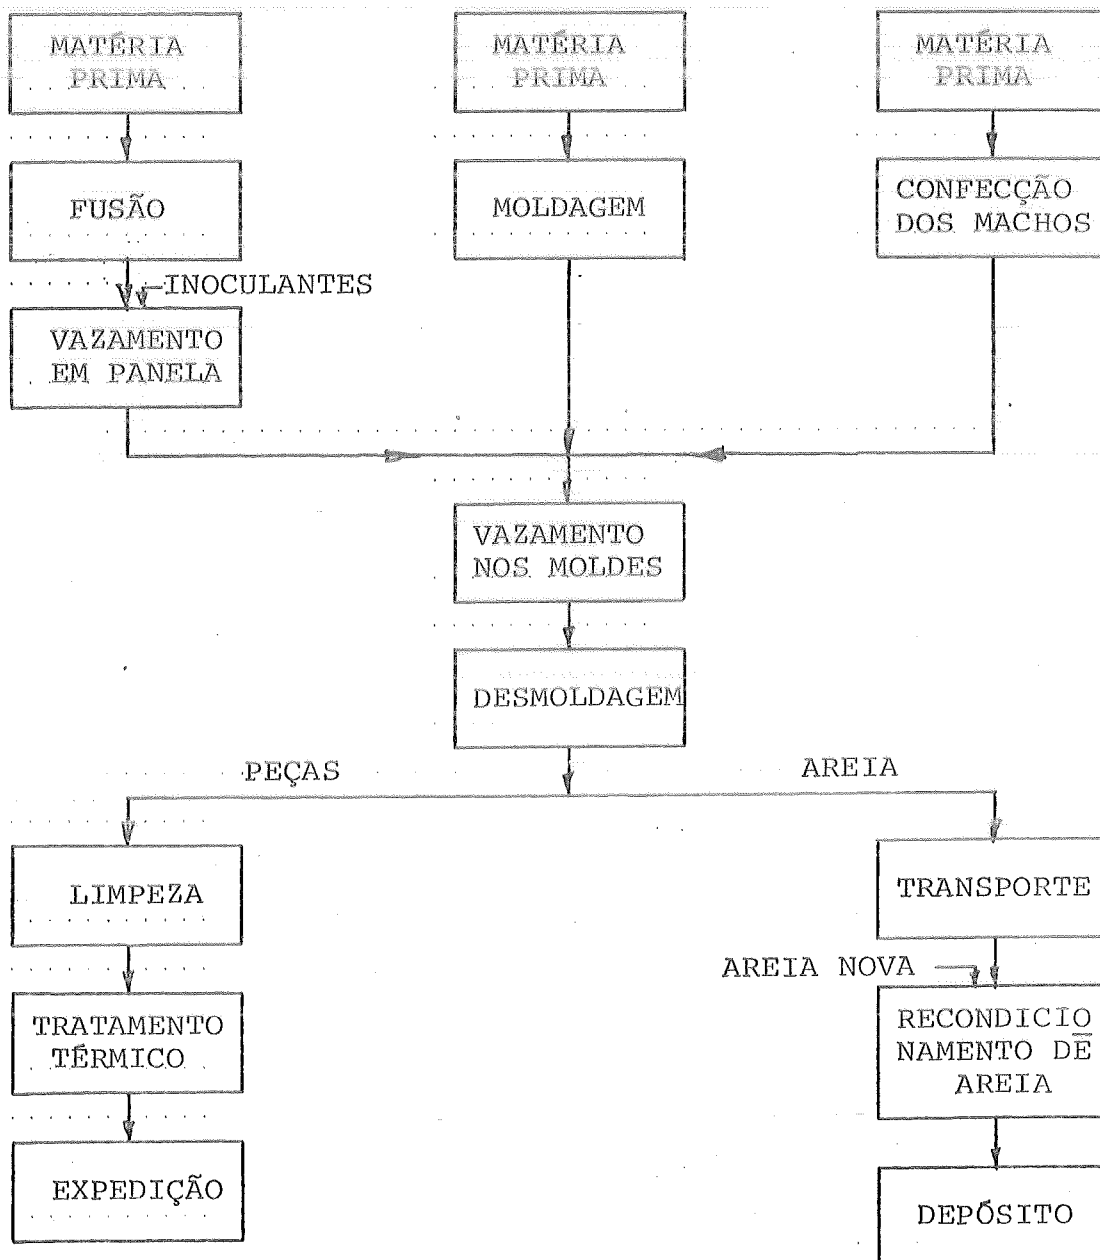 MATÉRIA
PRIMA
MATÉRIA
PRIMA
MATÉRIA
PRIMA
FUSÃO
MOLDAGEM
CONFECÇÃO
DOS MACHOS
INOCULANTES
VAZAMENTO
EM PANELA
VAZAMENTO
NOS MOLDES
DESMOLDAGEM
PEÇAS
AREIA
LIMPEZA
TRANSPORTE
AREIA NOVA
TRATAMENTO
TÉRMICO
RECONDICIO
NAMENTO DE
AREIA
EXPEDIÇÃO
DEPÓSITO